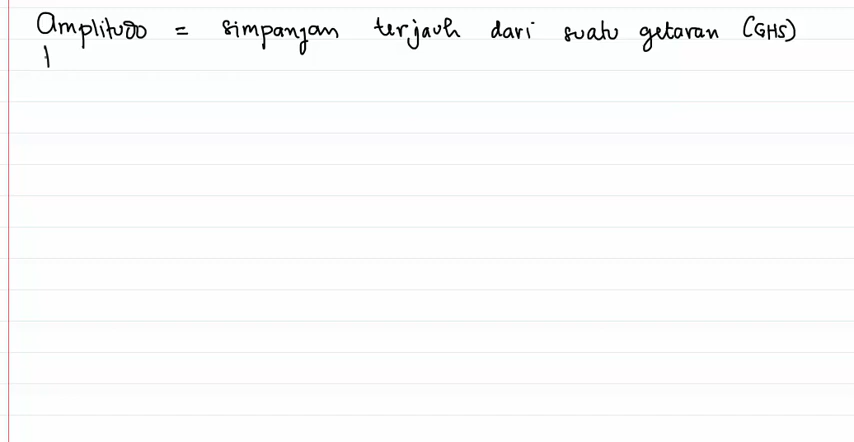 Amplitudo = simpangan terjauh dari suatu getaran (GHS)